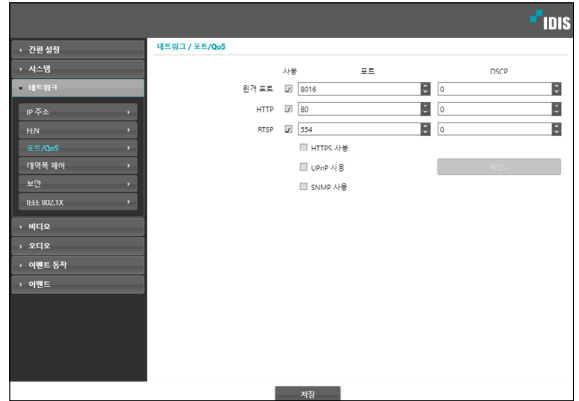 IDIS
간편 설정
시스템
네트워크
IP 주소
FEN
포트/QoS
대역폭 제어
보안
IEEE 802.1X
비디오
오디오
이벤트 동작
이벤트
네트워크 / 포트/QoS
사용 포트 DSCP
원격 포트 8016 0
HTTP 80 0
RTSP 554 0
HTTPS 사용
UPnP 사용
SNMP 사용
저장